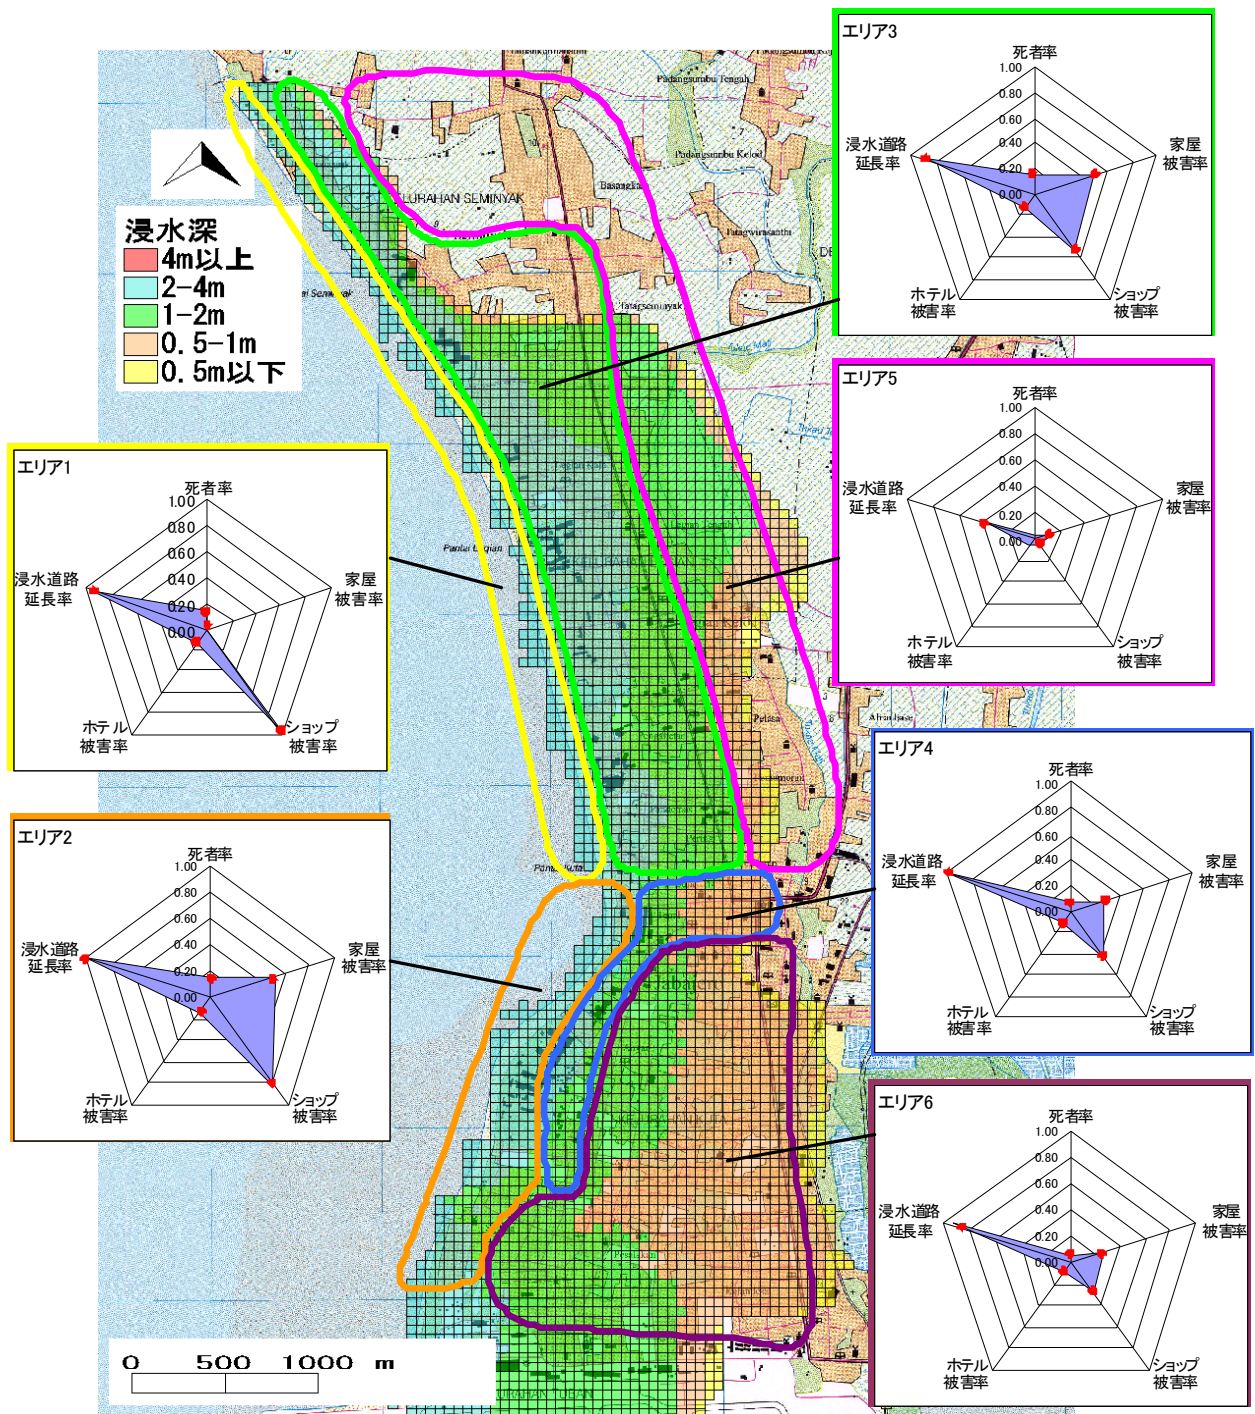 エリア3
死者率
1.00
0.80
0.60
0.40
0.20
0.00
家屋
被害率
ショップ
被害率
ホテル
被害率
浸水道路
延長率
エリア5
死者率
1.00
0.80
0.60
0.40
0.20
0.00
家屋
被害率
ショップ
被害率
ホテル
被害率
浸水道路
延長率
浸水深
4m以上
2-4m
1-2m
0.5-1m
0.5m以下
エリア1
死者率
1.00
0.80
0.60
0.40
0.20
0.00
家屋
被害率
ショップ
被害率
ホテル
被害率
浸水道路
延長率
エリア4
死者率
1.00
0.80
0.60
0.40
0.20
0.00
家屋
被害率
ショップ
被害率
ホテル
被害率
浸水道路
延長率
エリア2
死者率
1.00
0.80
0.60
0.40
0.20
0.00
家屋
被害率
ショップ
被害率
ホテル
被害率
浸水道路
延長率
エリア6
死者率
1.00
0.80
0.60
0.40
0.20
0.00
家屋
被害率
ショップ
被害率
ホテル
被害率
浸水道路
延長率
Padangsumbu Tengah
Padangsumbu Kelod
Basangka
LURAHAN SEMINYAK
Tatagseminyak
Pantai Legian
Pelasa
0 500 1000 m